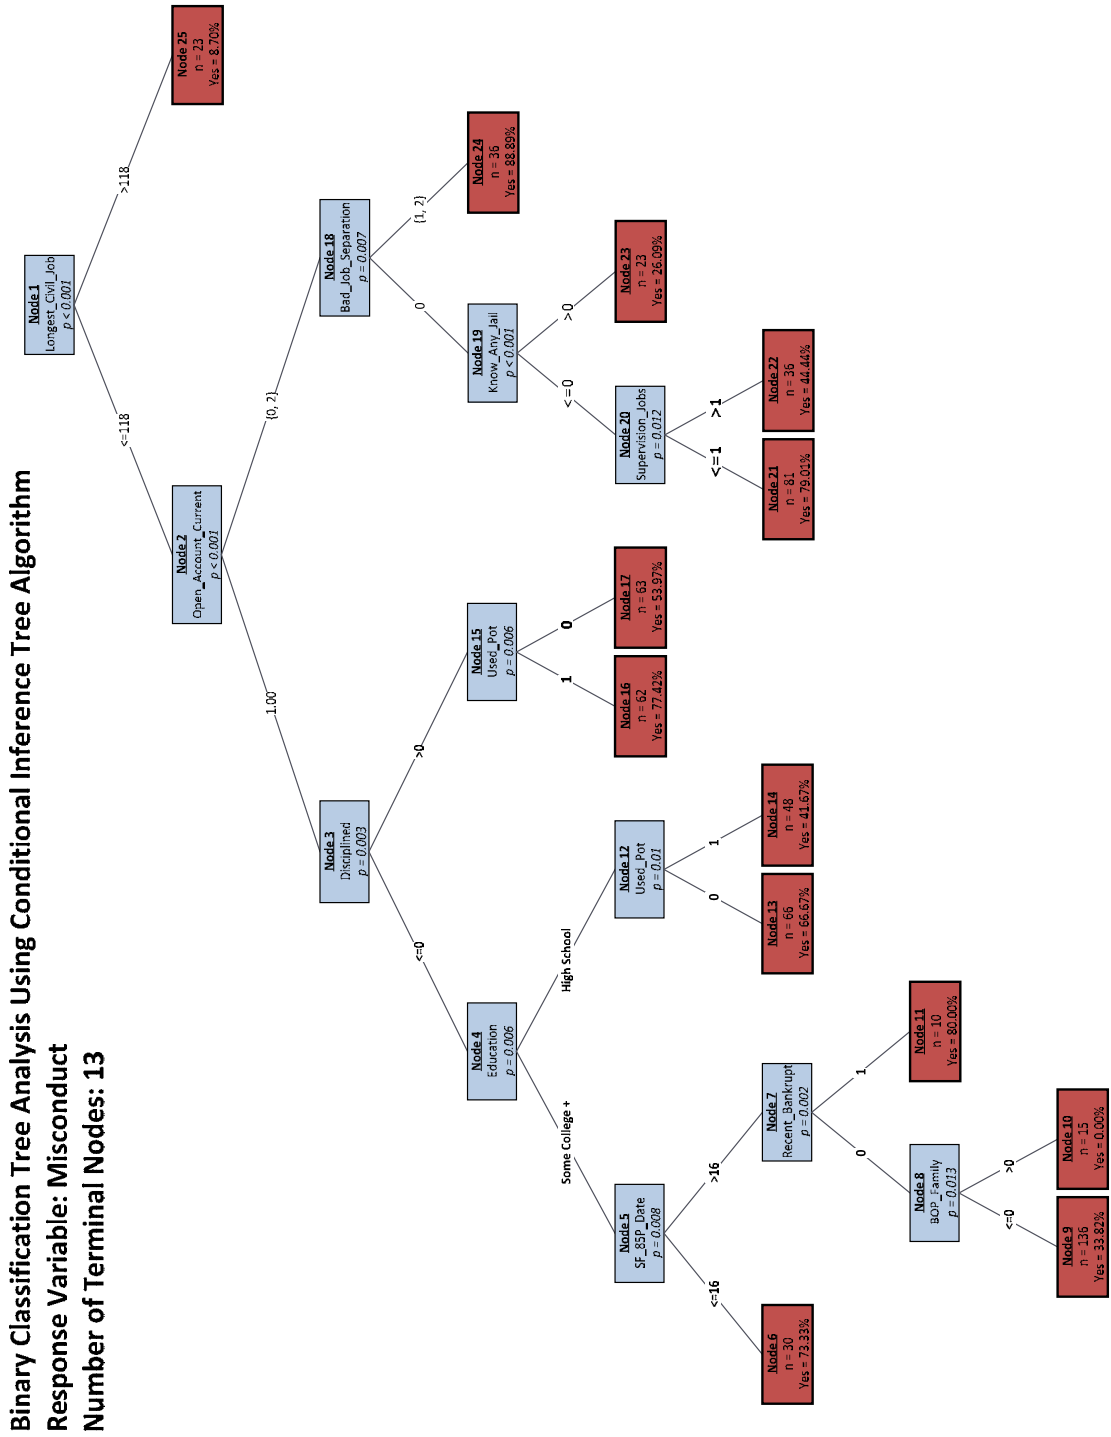 Binary Classification Tree Analysis Using Conditional Inference Tree Algorithm
Response Variable: Misconduct
Number of Terminal Nodes: 13
Node 1
Longest_Civil_Job
p < 0.001
<=118
>118
Node 2
Open_Account_Current
p < 0.001
Node 25
n = 23
Yes = 8.70%
1.00
{0, 2}
Node 3
Disciplined
p = 0.003
Node 18
Bad_Job_Separation
p = 0.007
<=0
>0
0
{1, 2}
Node 4
Education
p = 0.006
Node 15
Used_Pot
p = 0.006
Node 19
Know_Any_Jail
p < 0.001
Node 24
n = 36
Yes = 88.89%
Some College +
High School
1
0
<=0
>0
Node 5
SF_85P_Date
p = 0.008
Node 12
Used_Pot
p = 0.01
Node 16
n = 62
Yes = 77.42%
Node 17
n = 63
Yes = 53.97%
Node 20
Supervision_Jobs
p = 0.012
Node 23
n = 23
Yes = 26.09%
<=16
>16
0
1
<=1
>1
Node 6
n = 30
Yes = 73.33%
Node 7
Recent_Bankrupt
p = 0.002
Node 13
n = 66
Yes = 66.67%
Node 14
n = 48
Yes = 41.67%
Node 21
n = 81
Yes = 79.01%
Node 22
n = 36
Yes = 44.44%
0
1
Node 8
BOP_Family
p = 0.013
Node 11
n = 10
Yes = 80.00%
<=0
>0
Node 9
n = 136
Yes = 33.82%
Node 10
n = 15
Yes = 0.00%